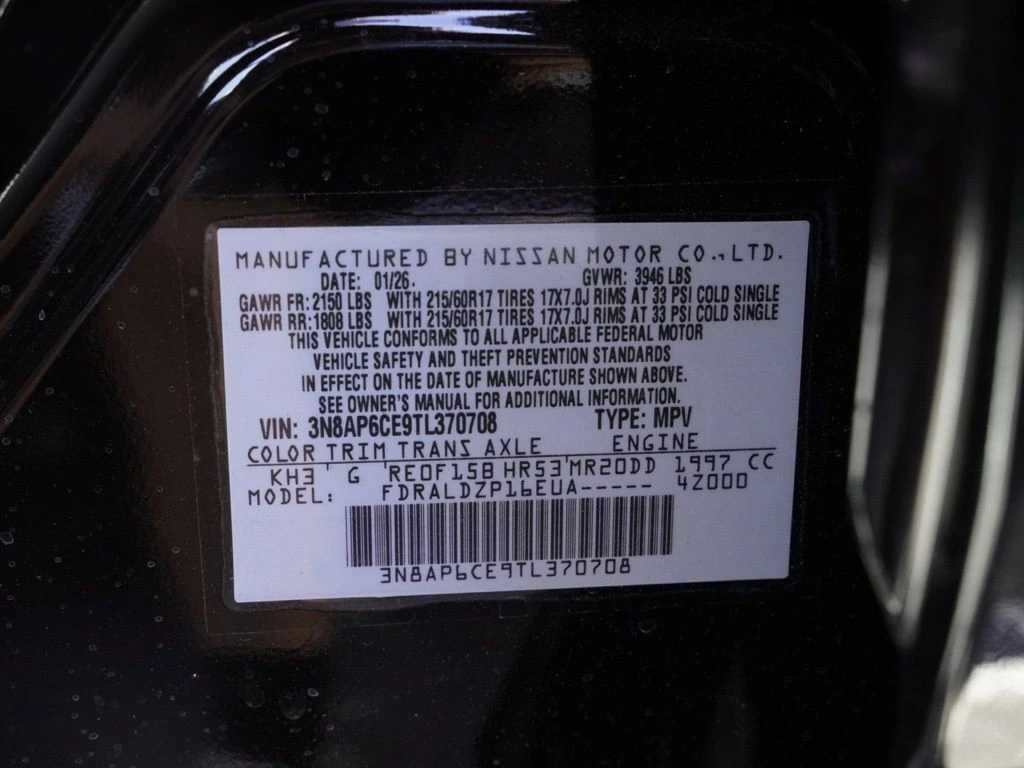 MANUFACTURED BY NISSAN MOTOR CO., LTD.
DATE: 01/26. GVWR: 3946 LBS
GAWR FR: 2150 LBS WITH 215/60R17 TIRES 17X7.0J RIMS AT 33 PSI COLD SINGLE
GAWR RR: 1808 LBS WITH 215/60R17 TIRES 17X7.0J RIMS AT 33 PSI COLD SINGLE
THIS VEHICLE CONFORMS TO ALL APPLICABLE FEDERAL MOTOR
VEHICLE SAFETY AND THEFT PREVENTION STANDARDS
IN EFFECT ON THE DATE OF MANUFACTURE SHOWN ABOVE.
SEE OWNER'S MANUAL FOR ADDITIONAL INFORMATION.
VIN: 3N8AP6CE9TL370708 TYPE: MPV
COLOR TRIM TRANS AXLE ENGINE
KH3 G RE0F15B HR53 MR20DD 1997 CC
MODEL: FDRALDZP16EUA----- 4Z000
3N8AP6CE9TL370708